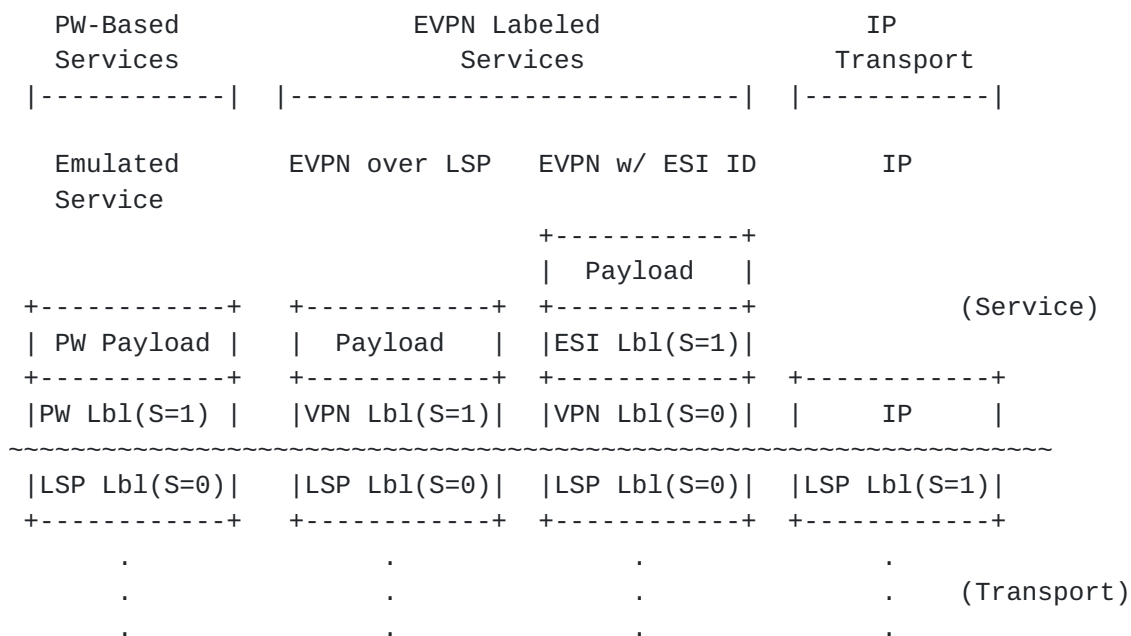 PW-Based               EVPN Labeled                 IP
   Services                 Services                Transport
 |------------|  |-----------------------------|  |------------|

   Emulated       EVPN over LSP   EVPN w/ ESI ID        IP
   Service
                                  +------------+
                                  |  Payload   |
 +------------+  +------------+   +------------+             (Service)
 | PW Payload |  |  Payload   |   |ESI Lbl(S=1)|
 +------------+  +------------+   +------------+  +------------+
 |PW Lbl(S=1) |  |VPN Lbl(S=1)|   |VPN Lbl(S=0)|  |     IP     |
~~~~~~~~~~~~~~~~~~~~~~~~~~~~~~~~~~~~~~~~~~~~~~~~~~~~~~~~~~~~~~~~~~~~
 |LSP Lbl(S=0)|  |LSP Lbl(S=0)|   |LSP Lbl(S=0)|  |LSP Lbl(S=1)|
 +------------+  +------------+   +------------+  +------------+
       .                .               .               .
       .                .               .               .    (Transport)
       .                .               .               .